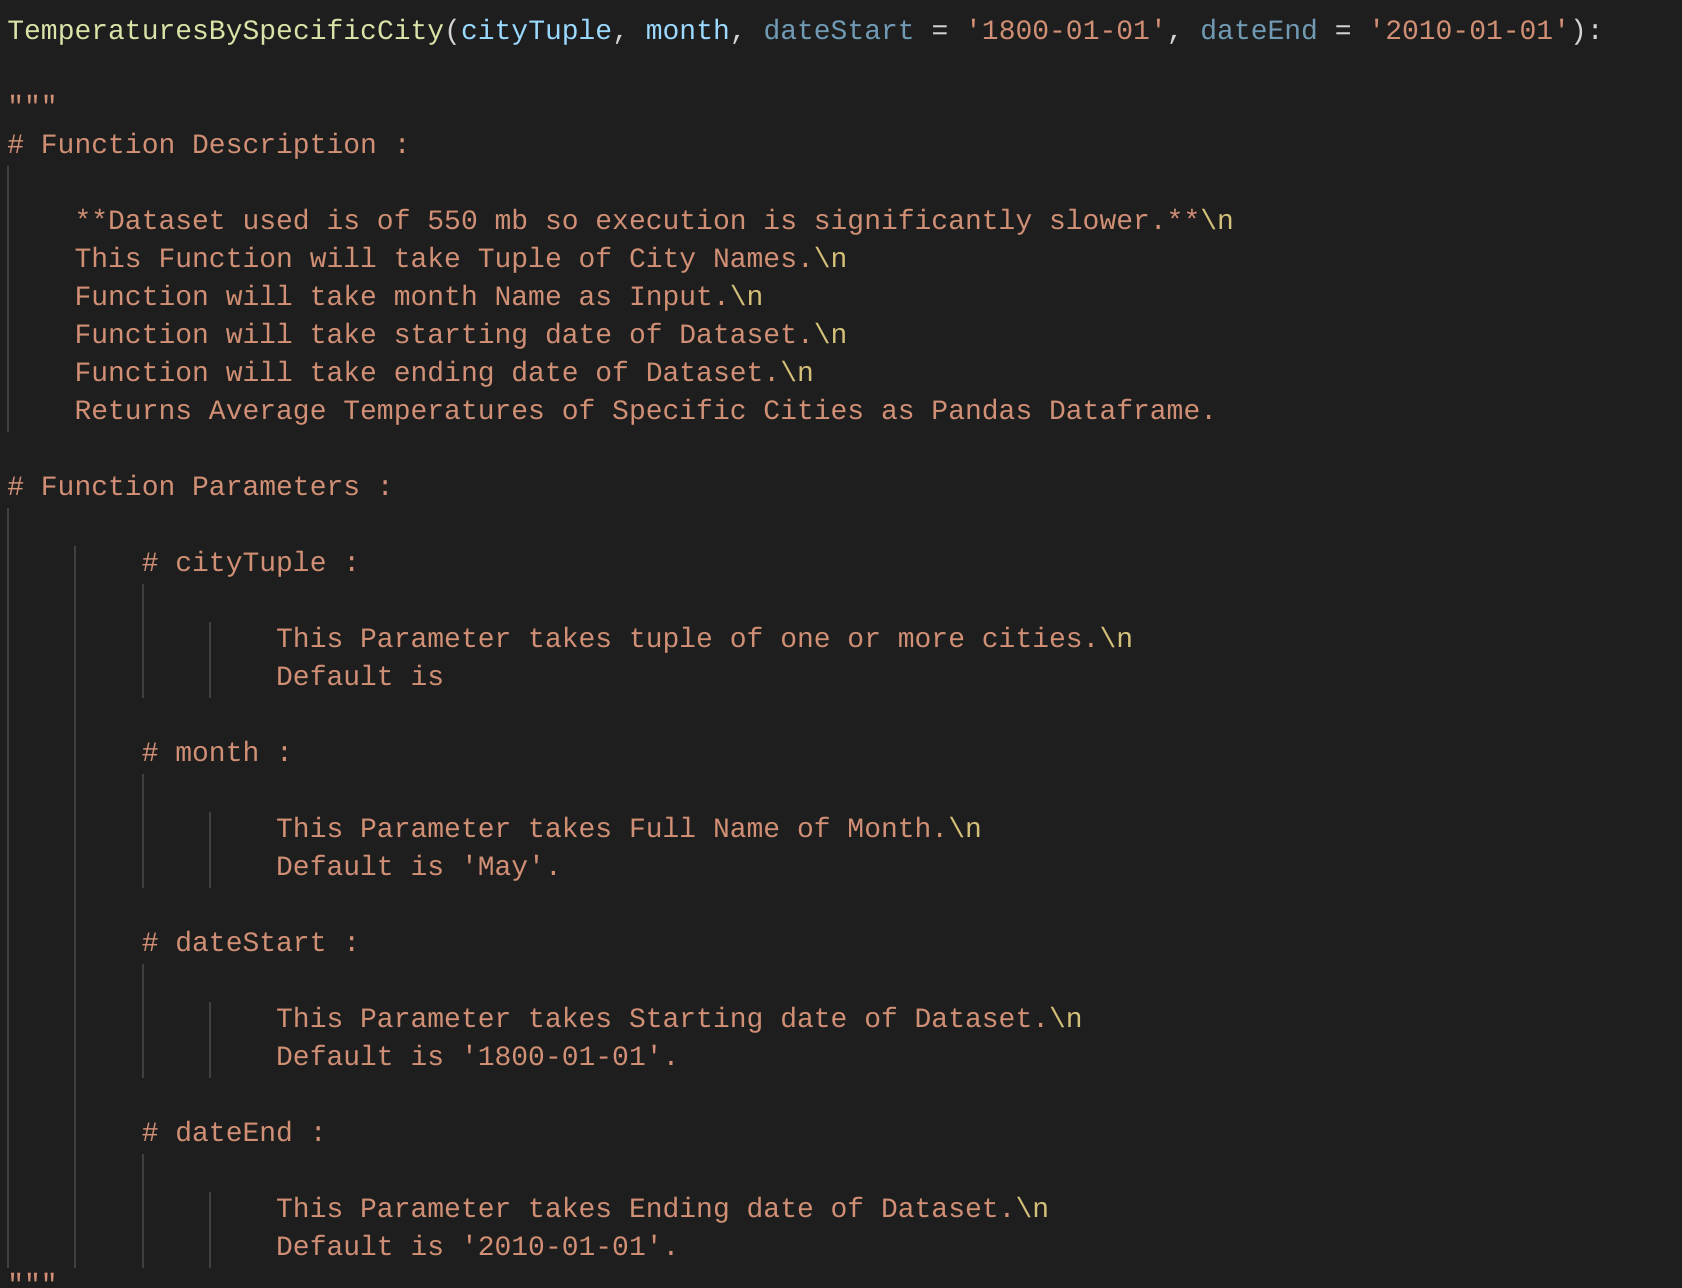 TemperaturesBySpecificCity(cityTuple, month, dateStart = '1800-01-01', dateEnd = '2010-01-01'):
"""
# Function Description :
**Dataset used is of 550 mb so execution is significantly slower.**\n
This Function will take Tuple of City Names.\n
Function will take month Name as Input.\n
Function will take starting date of Dataset.\n
Function will take ending date of Dataset.\n
Returns Average Temperatures of Specific Cities as Pandas Dataframe.
# Function Parameters :
# cityTuple :
This Parameter takes tuple of one or more cities.\n
Default is
# month :
This Parameter takes Full Name of Month.\n
Default is 'May'.
# dateStart :
This Parameter takes Starting date of Dataset.\n
Default is '1800-01-01'.
# dateEnd :
This Parameter takes Ending date of Dataset.\n
Default is '2010-01-01'.
"""